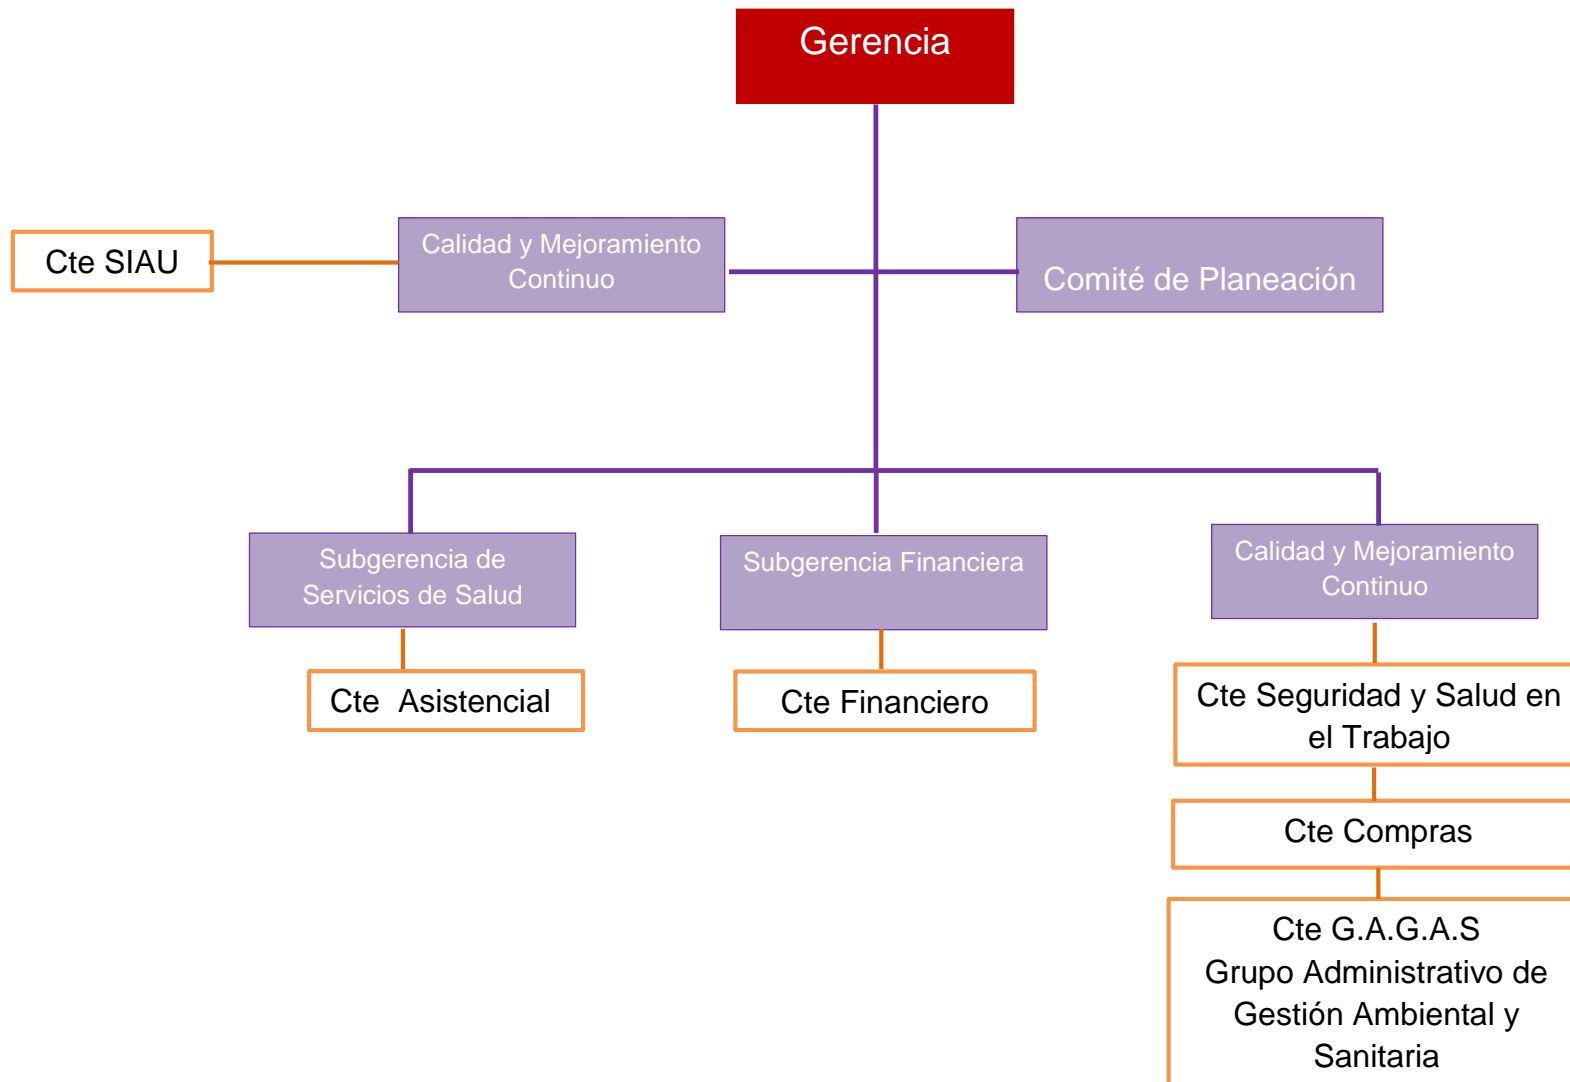 Gerencia
Cte SIAU
Calidad y Mejoramiento
Continuo
Comité de Planeación
Subgerencia de
Servicios de Salud
Subgerencia Financiera
Calidad y Mejoramiento
Continuo
Cte  Asistencial
Cte Financiero
Cte Seguridad y Salud en
el Trabajo
Cte Compras
Cte G.A.G.A.S
Grupo Administrativo de
Gestión Ambiental y
Sanitaria